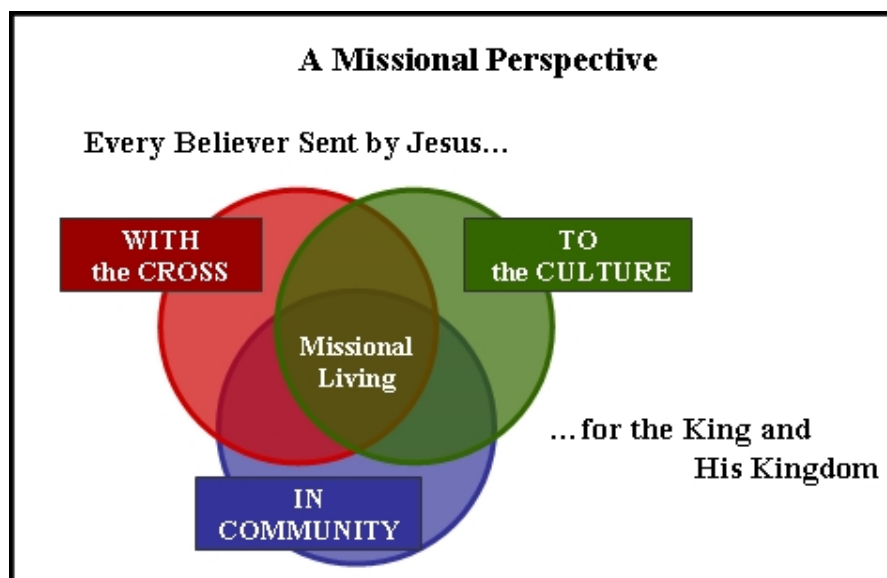 A Missional Perspective
Every Believer Sent by Jesus…
WITH
the CROSS
TO
the CULTURE
Missional
Living
…for the King and
His Kingdom
IN
COMMUNITY